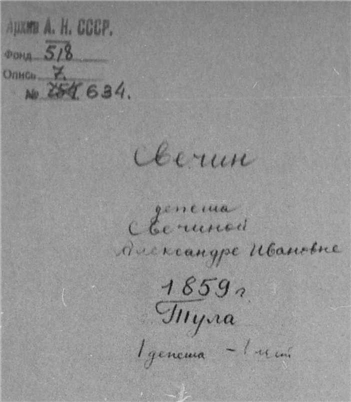 Архив А. Н. СССР.
Фонд 518
Опись 7.
№ 634.
Свечин
депеша
Свечиной
Александре Ивановне
1859 г.
Тула
1 депеша – 1 лист